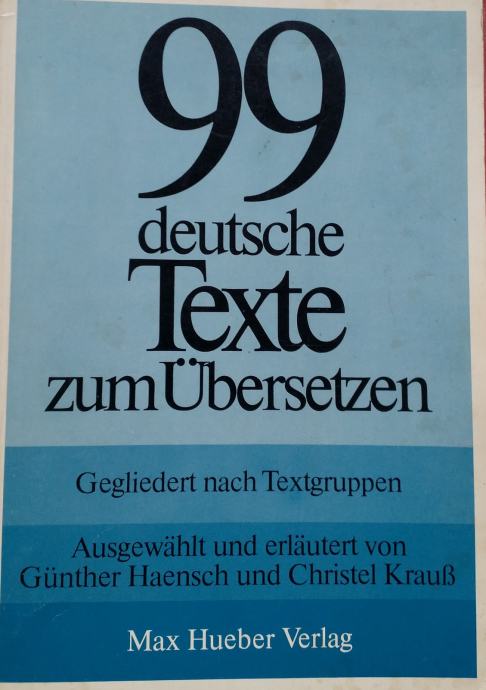 99
deutsche
Texte
zum Übersetzen
Gegliedert nach Textgruppen
Ausgewählt und erläutert von
Günther Haensch und Christel Krauß
Max Hueber Verlag